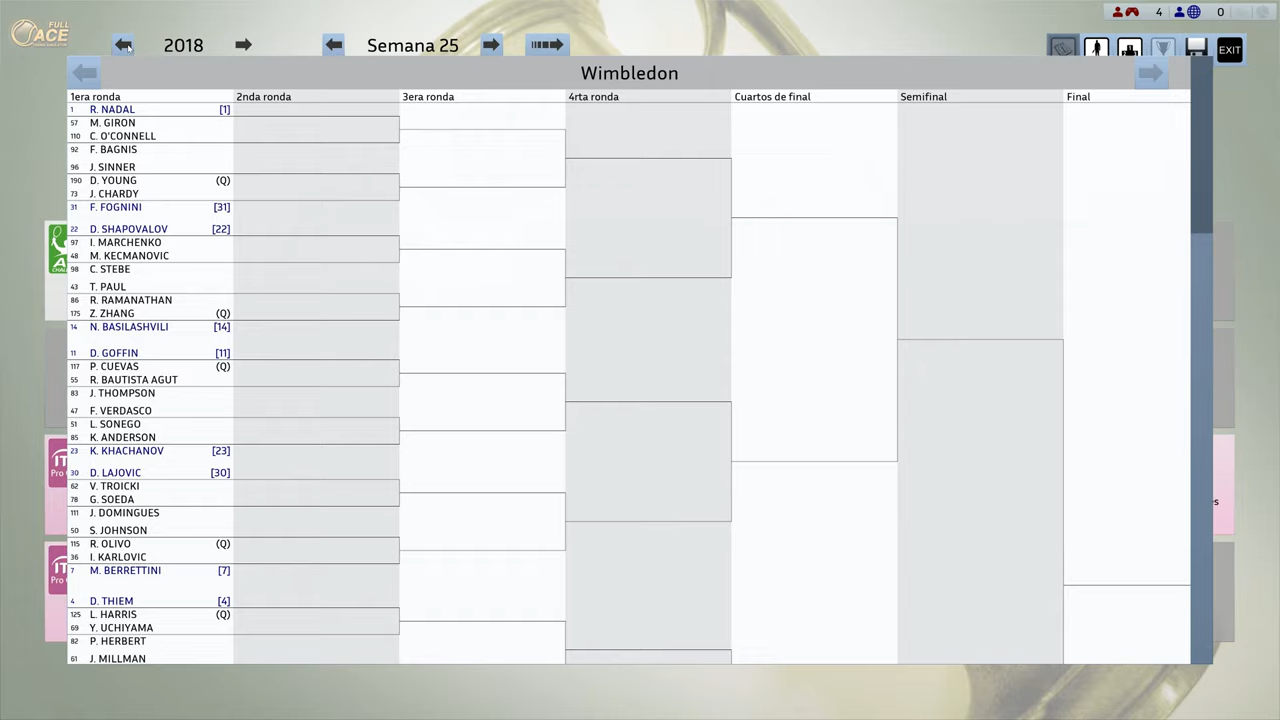 FULL
ACE
2018
Semana 25
4
0
EXIT
Wimbledon
1era ronda 2nda ronda 3era ronda 4rta ronda Cuartos de final Semifinal Final
1 R. NADAL [1]
57 M. GIRON
110 C. O'CONNELL
92 F. BAGNIS
96 J. SINNER
190 D. YOUNG (Q)
73 J. CHARDY
31 F. FOGNINI [31]
22 D. SHAPOVALOV [22]
97 I. MARCHENKO
48 M. KECMANOVIC
98 C. STEBE
43 T. PAUL
86 R. RAMANATHAN
175 Z. ZHANG (Q)
14 N. BASILASHVILI [14]
11 D. GOFFIN [11]
117 P. CUEVAS (Q)
55 R. BAUTISTA AGUT
83 J. THOMPSON
47 F. VERDASCO
51 L. SONEGO
85 K. ANDERSON
23 K. KHACHANOV [23]
30 D. LAJOVIC [30]
62 V. TROICKI
78 G. SOEDA
111 J. DOMINGUES
50 S. JOHNSON
115 R. OLIVO (Q)
36 I. KARLOVIC
7 M. BERRETTINI [7]
4 D. THIEM [4]
125 L. HARRIS (Q)
69 Y. UCHIYAMA
82 P. HERBERT
61 J. MILLMAN